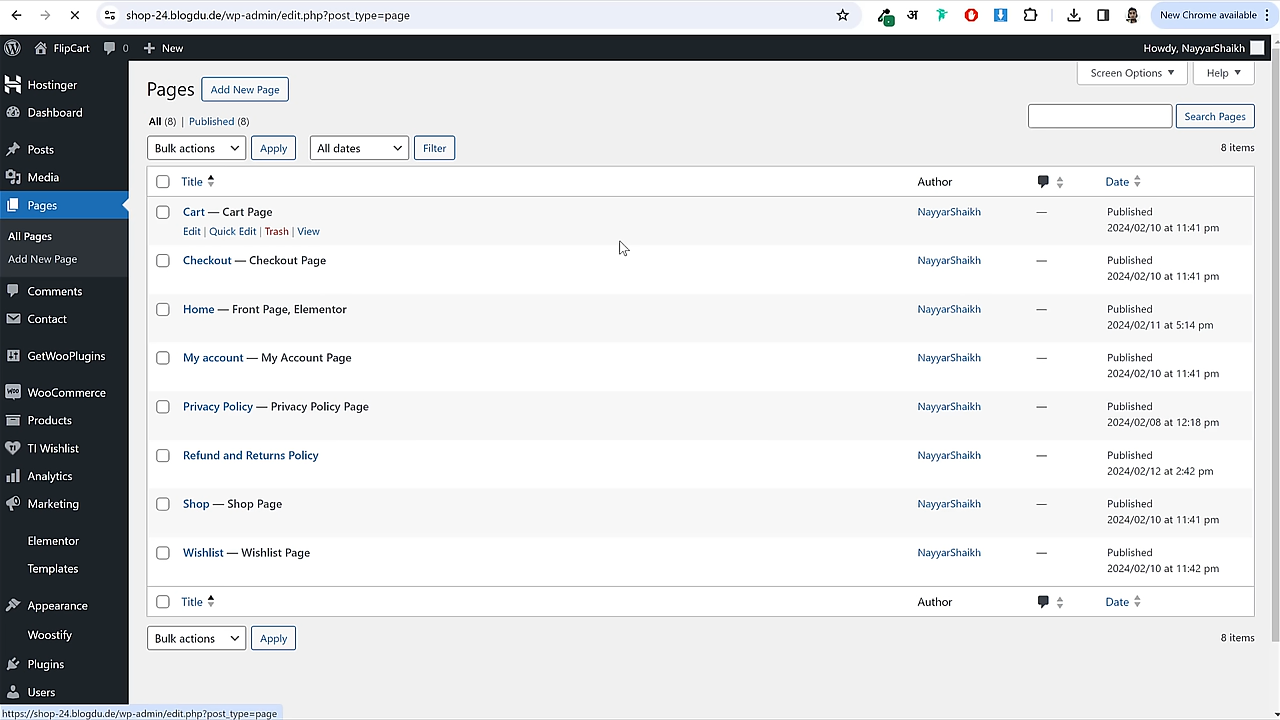 shop-24.blogdu.de/wp-admin/edit.php?post_type=page
अ
New Chrome available
FlipCart
0
New
Howdy, NayyarShaikh
Hostinger
Dashboard
Posts
Media
Pages
All Pages
Add New Page
Comments
Contact
GetWooPlugins
WOO
WooCommerce
Products
TI Wishlist
Analytics
Marketing
Elementor
Templates
Appearance
Woostify
Plugins
Users
Screen Options
Help
Pages
Add New Page
All (8) | Published (8)
Search Pages
Bulk actions
Apply
All dates
Filter
8 items
Title
Author
Date
Cart — Cart Page
Edit | Quick Edit | Trash | View
NayyarShaikh
—
Published
2024/02/10 at 11:41 pm
Checkout — Checkout Page
NayyarShaikh
—
Published
2024/02/10 at 11:41 pm
Home — Front Page, Elementor
NayyarShaikh
—
Published
2024/02/11 at 5:14 pm
My account — My Account Page
NayyarShaikh
—
Published
2024/02/10 at 11:41 pm
Privacy Policy — Privacy Policy Page
NayyarShaikh
—
Published
2024/02/08 at 12:18 pm
Refund and Returns Policy
NayyarShaikh
—
Published
2024/02/12 at 2:42 pm
Shop — Shop Page
NayyarShaikh
—
Published
2024/02/10 at 11:41 pm
Wishlist — Wishlist Page
NayyarShaikh
—
Published
2024/02/10 at 11:42 pm
Title
Author
Date
Bulk actions
Apply
8 items
https://shop-24.blogdu.de/wp-admin/edit.php?post_type=page